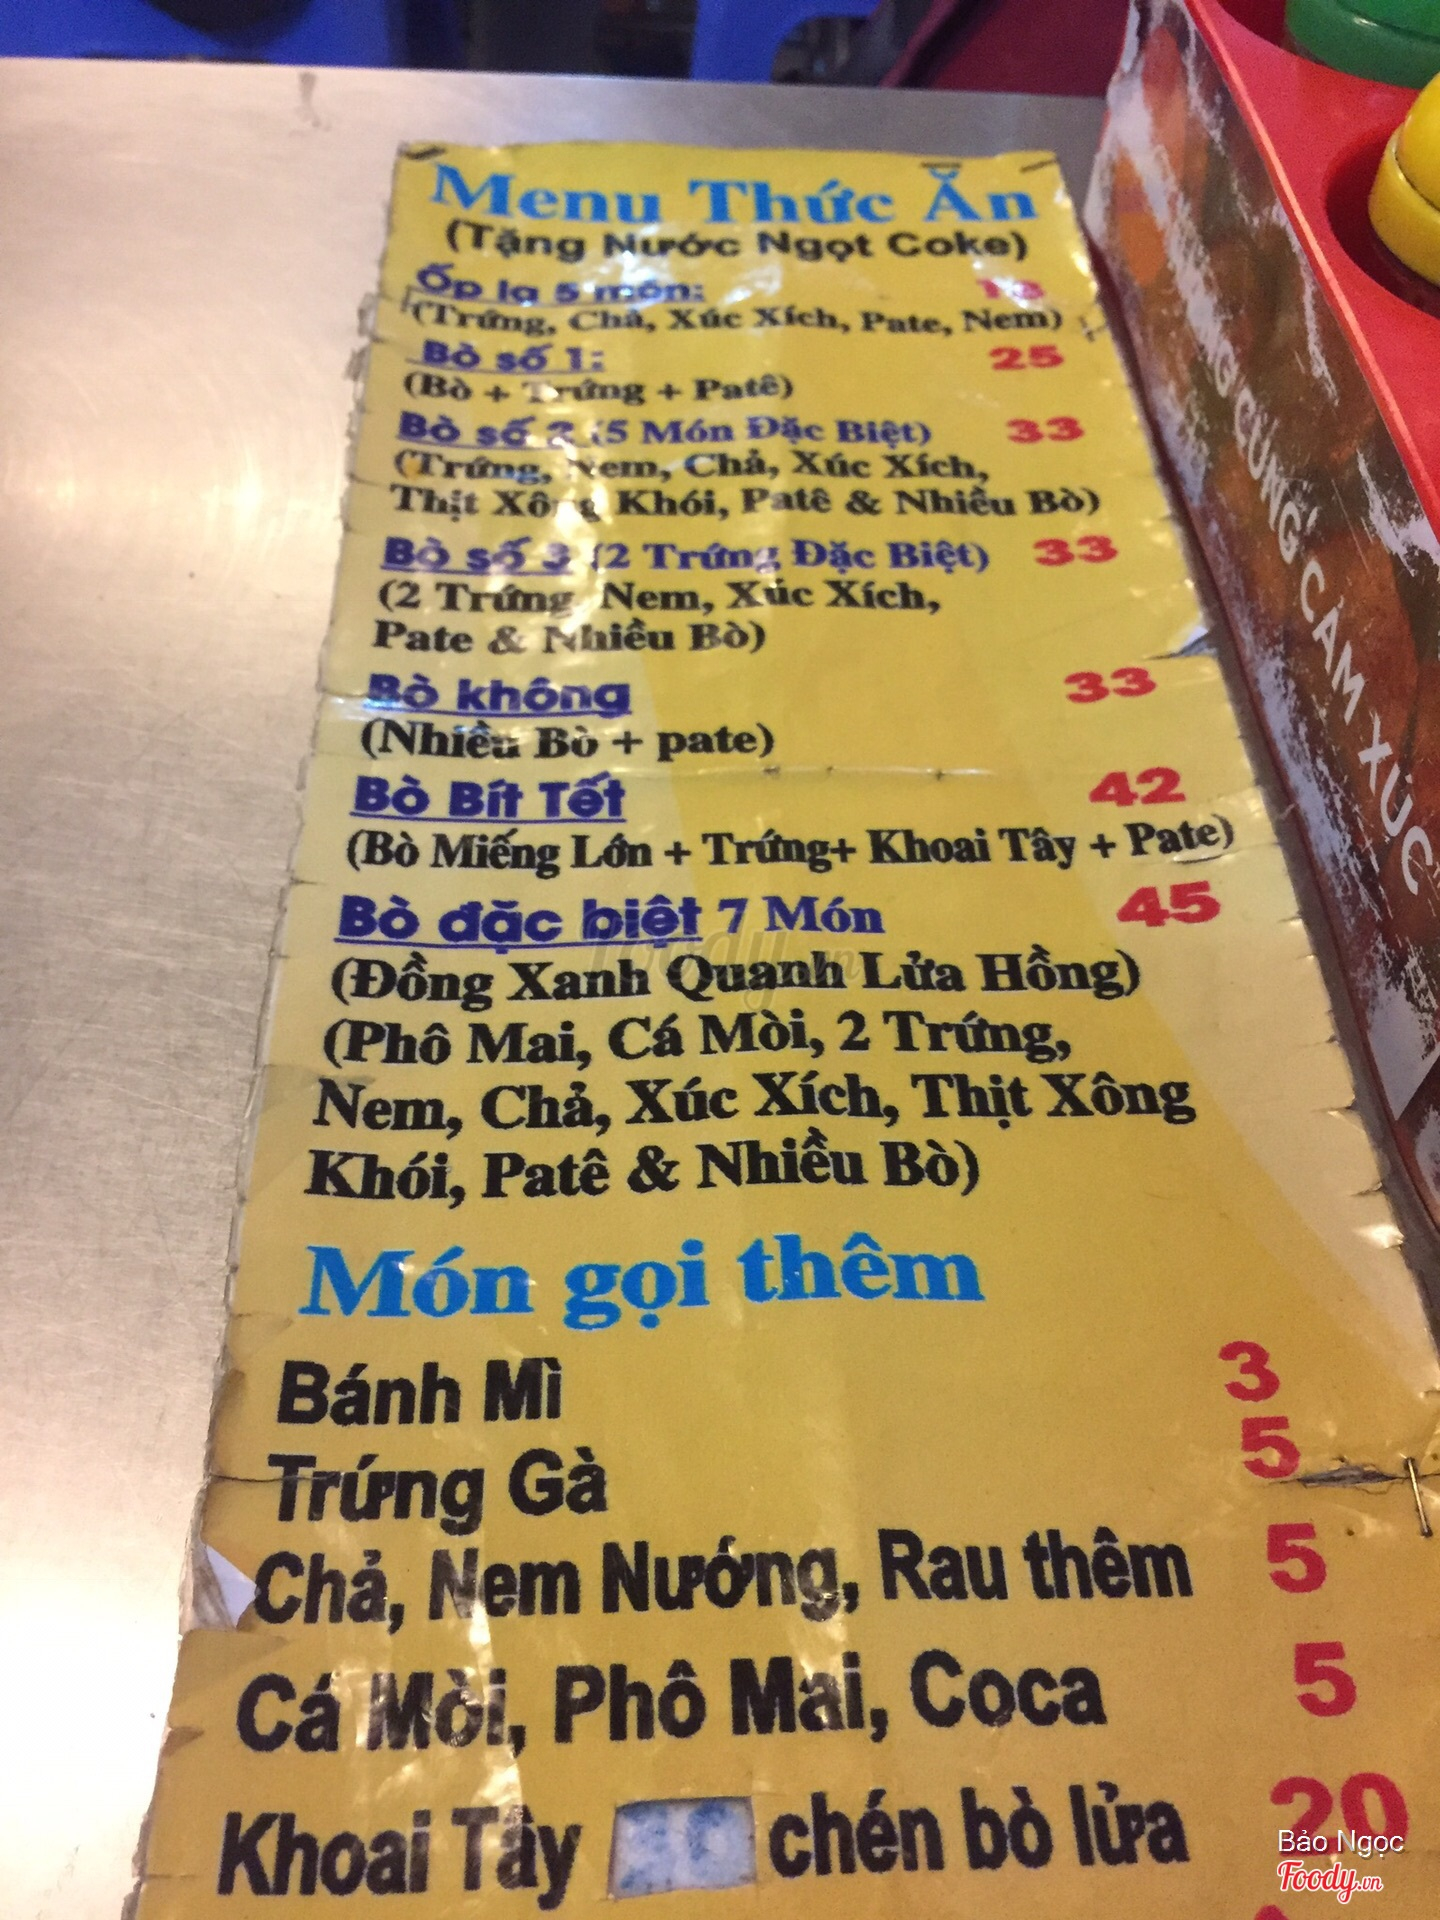 Menu Thức Ăn
(Tặng Nước Ngọt Coke)
Ốp la 5 món:
(Trứng, Chả, Xúc Xích, Pate, Nem)
Bò số 1: 25
(Bò + Trứng + Patê)
Bò số 2 (5 Món Đặc Biệt) 33
(Trứng, Nem, Chả, Xúc Xích,
Thịt Xông Khói, Patê & Nhiều Bò)
Bò số 3 (2 Trứng Đặc Biệt) 33
(2 Trứng, Nem, Xúc Xích,
Pate & Nhiều Bò)
Bò không 33
(Nhiều Bò + pate)
Bò Bít Tết 42
(Bò Miếng Lớn + Trứng+ Khoai Tây + Pate)
Bò đặc biệt 7 Món 45
(Đồng Xanh Quanh Lửa Hồng)
(Phô Mai, Cá Mòi, 2 Trứng,
Nem, Chả, Xúc Xích, Thịt Xông
Khói, Patê & Nhiều Bò)
Món gọi thêm
Bánh Mì 3
Trứng Gà 5
Chả, Nem Nướng, Rau thêm 5
Cá Mòi, Phô Mai, Coca 5
Khoai Tây chén bò lửa 20
CÙNG CẢM XÚC
Foody.vn
Bảo Ngọc
Foody.vn